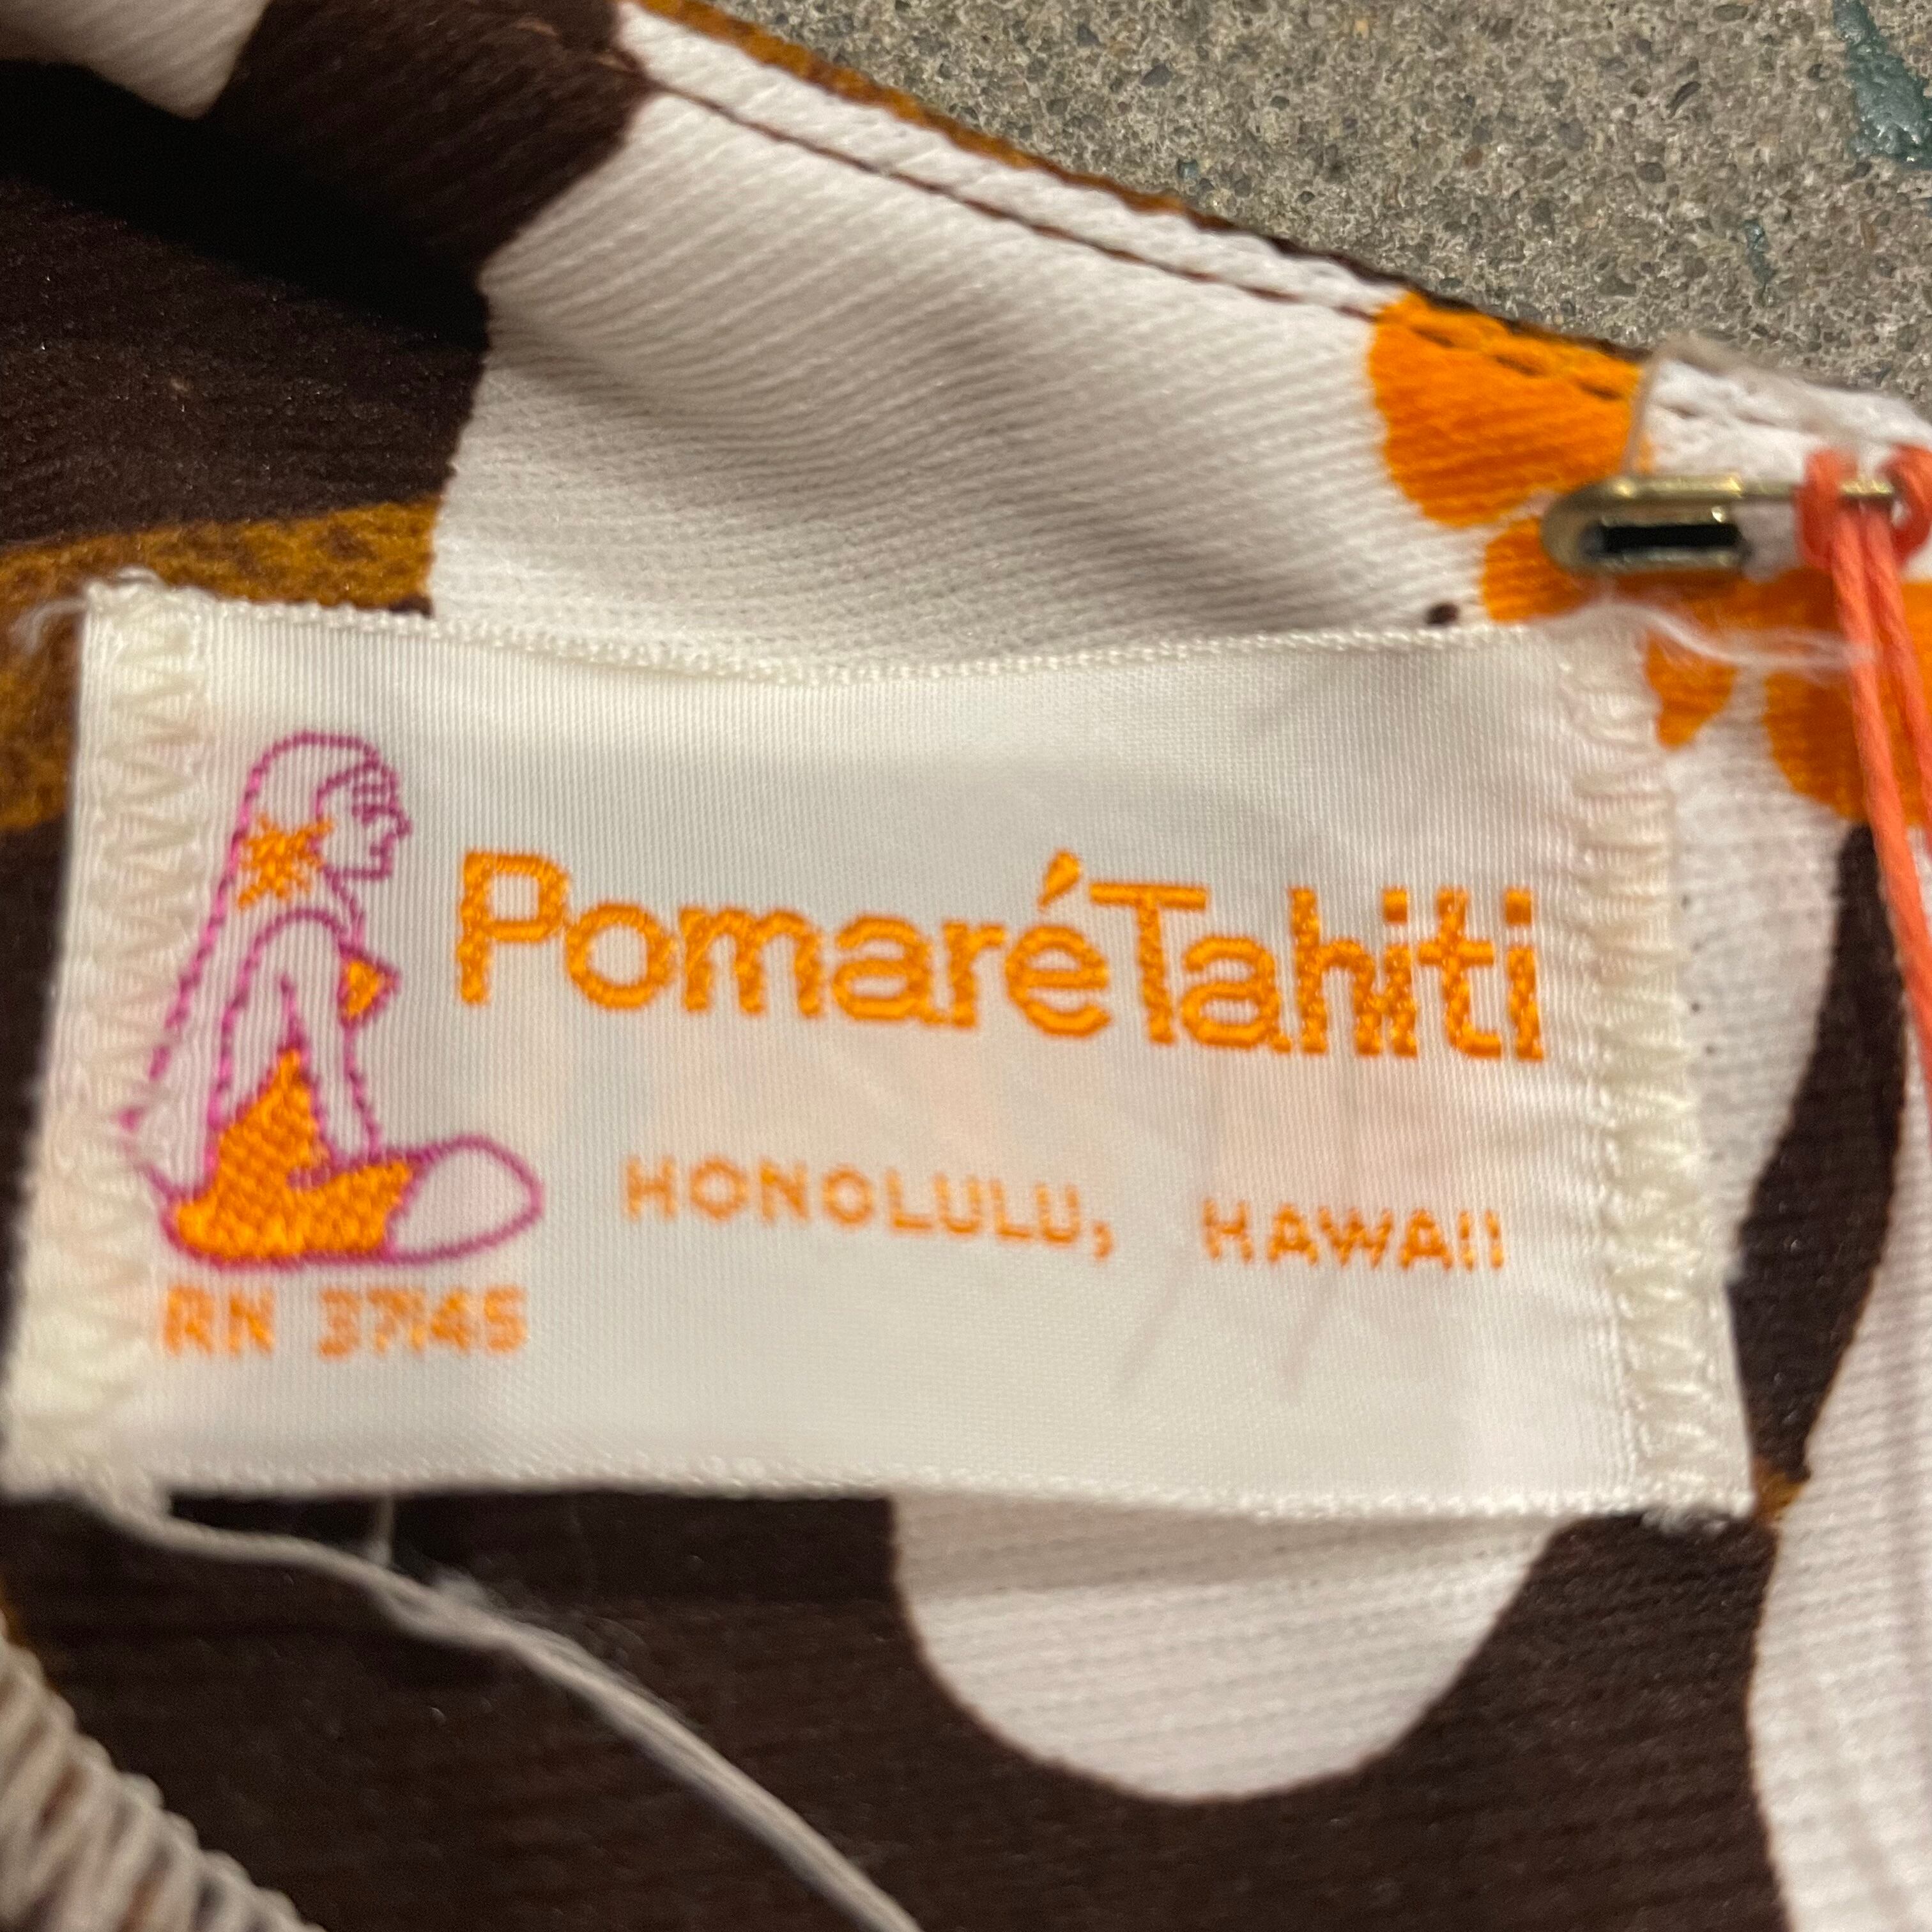 PomaréTahiti
HONOLULU, HAWAII
RN 37145